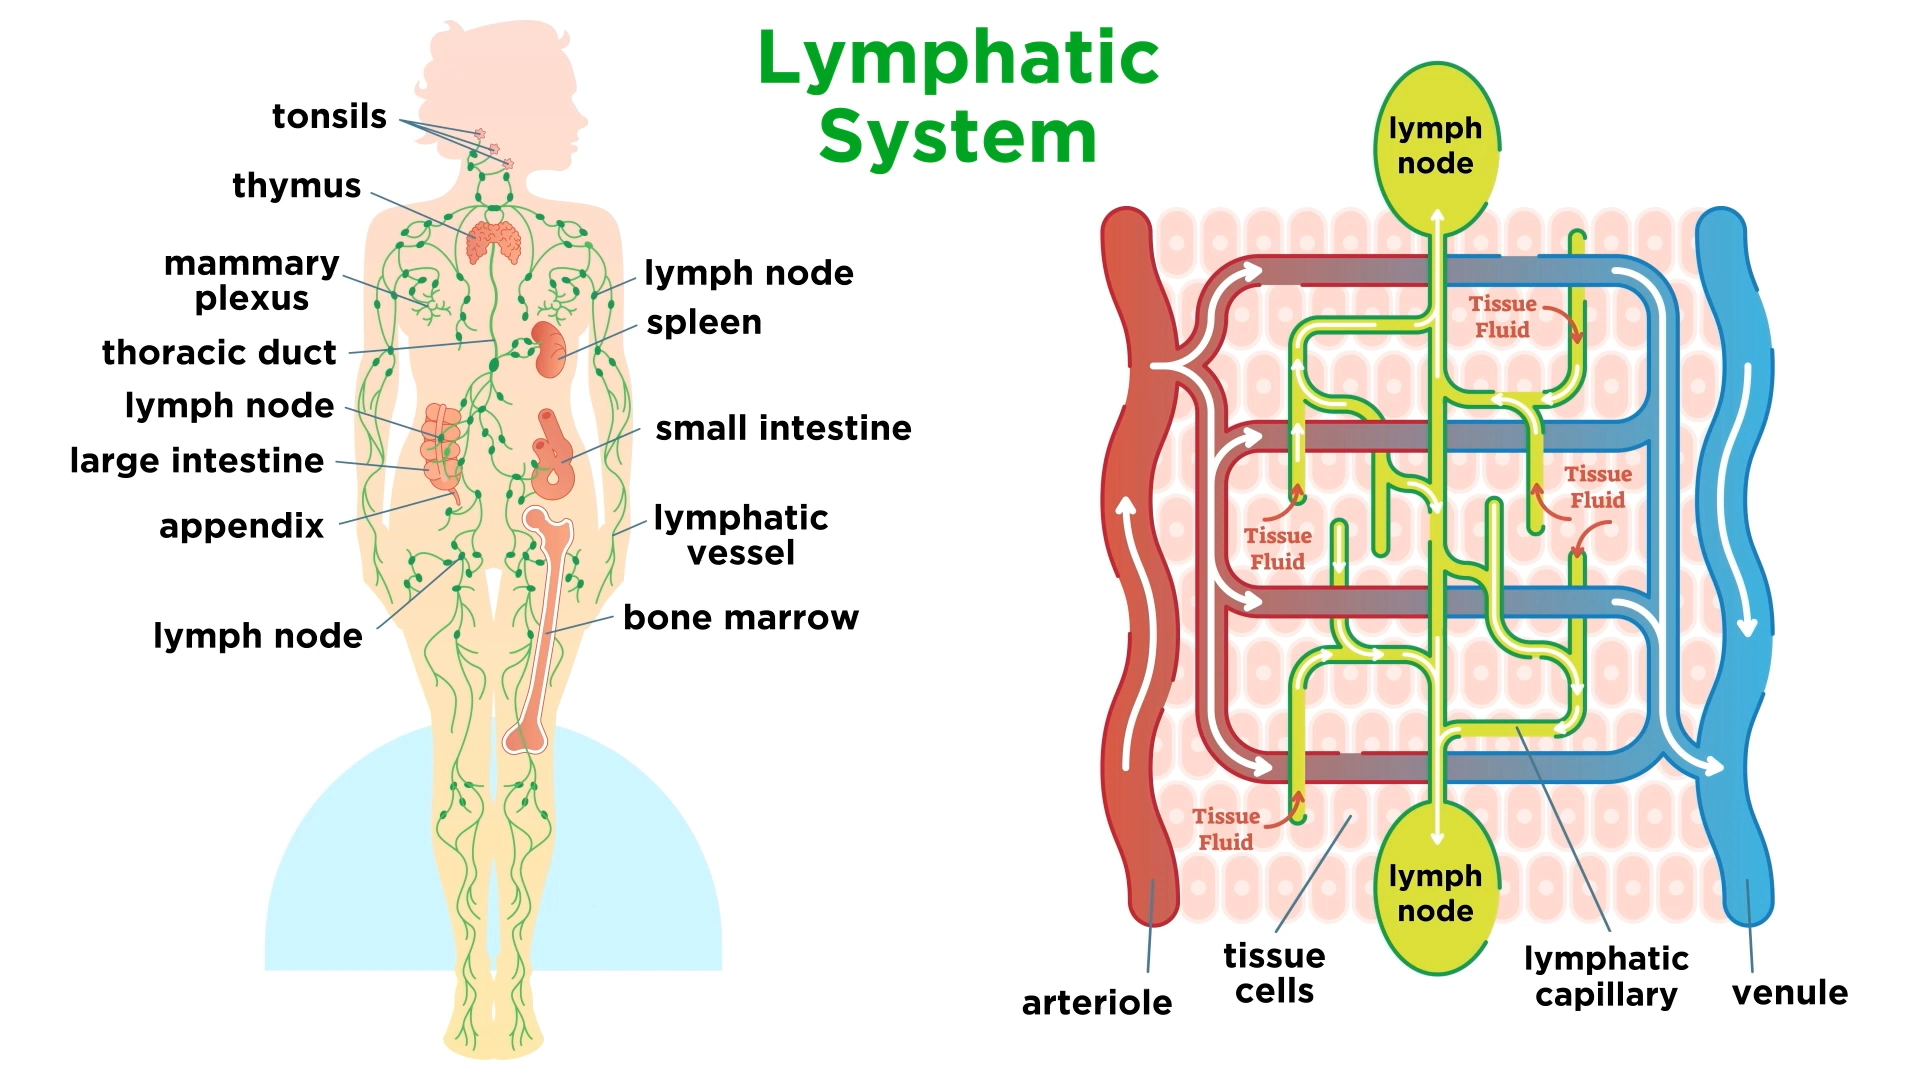 Lymphatic
System
tonsils
thymus
mammary
plexus
thoracic duct
lymph node
large intestine
appendix
lymph node
lymph node
spleen
small intestine
lymphatic
vessel
bone marrow
lymph
node
Tissue
Fluid
Tissue
Fluid
Tissue
Fluid
Tissue
Fluid
lymph
node
arteriole
tissue
cells
lymphatic
capillary
venule